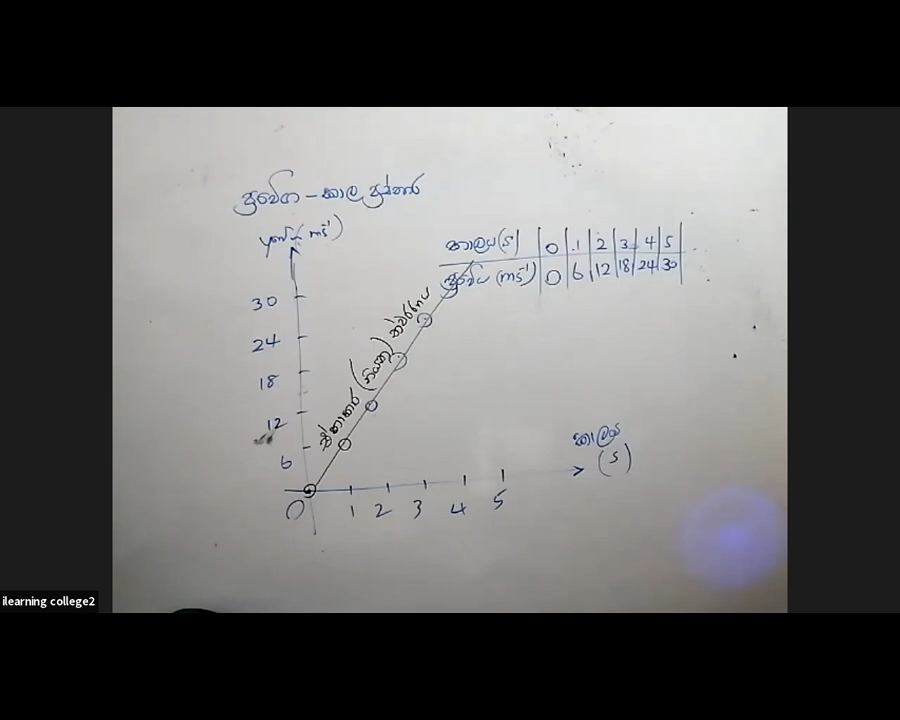 ප්‍රවේග - කාල ප්‍රස්තාර
ප්‍රවේගය (ms⁻¹)
කාලය (s) 0 1 2 3 4 5
ප්‍රවේගය (ms⁻¹) 0 6 12 18 24 30
30
24
18
12
6
ඒකාකාර (නියත) ත්වරණය
කාලය
(s)
0 1 2 3 4 5
ilearning college2